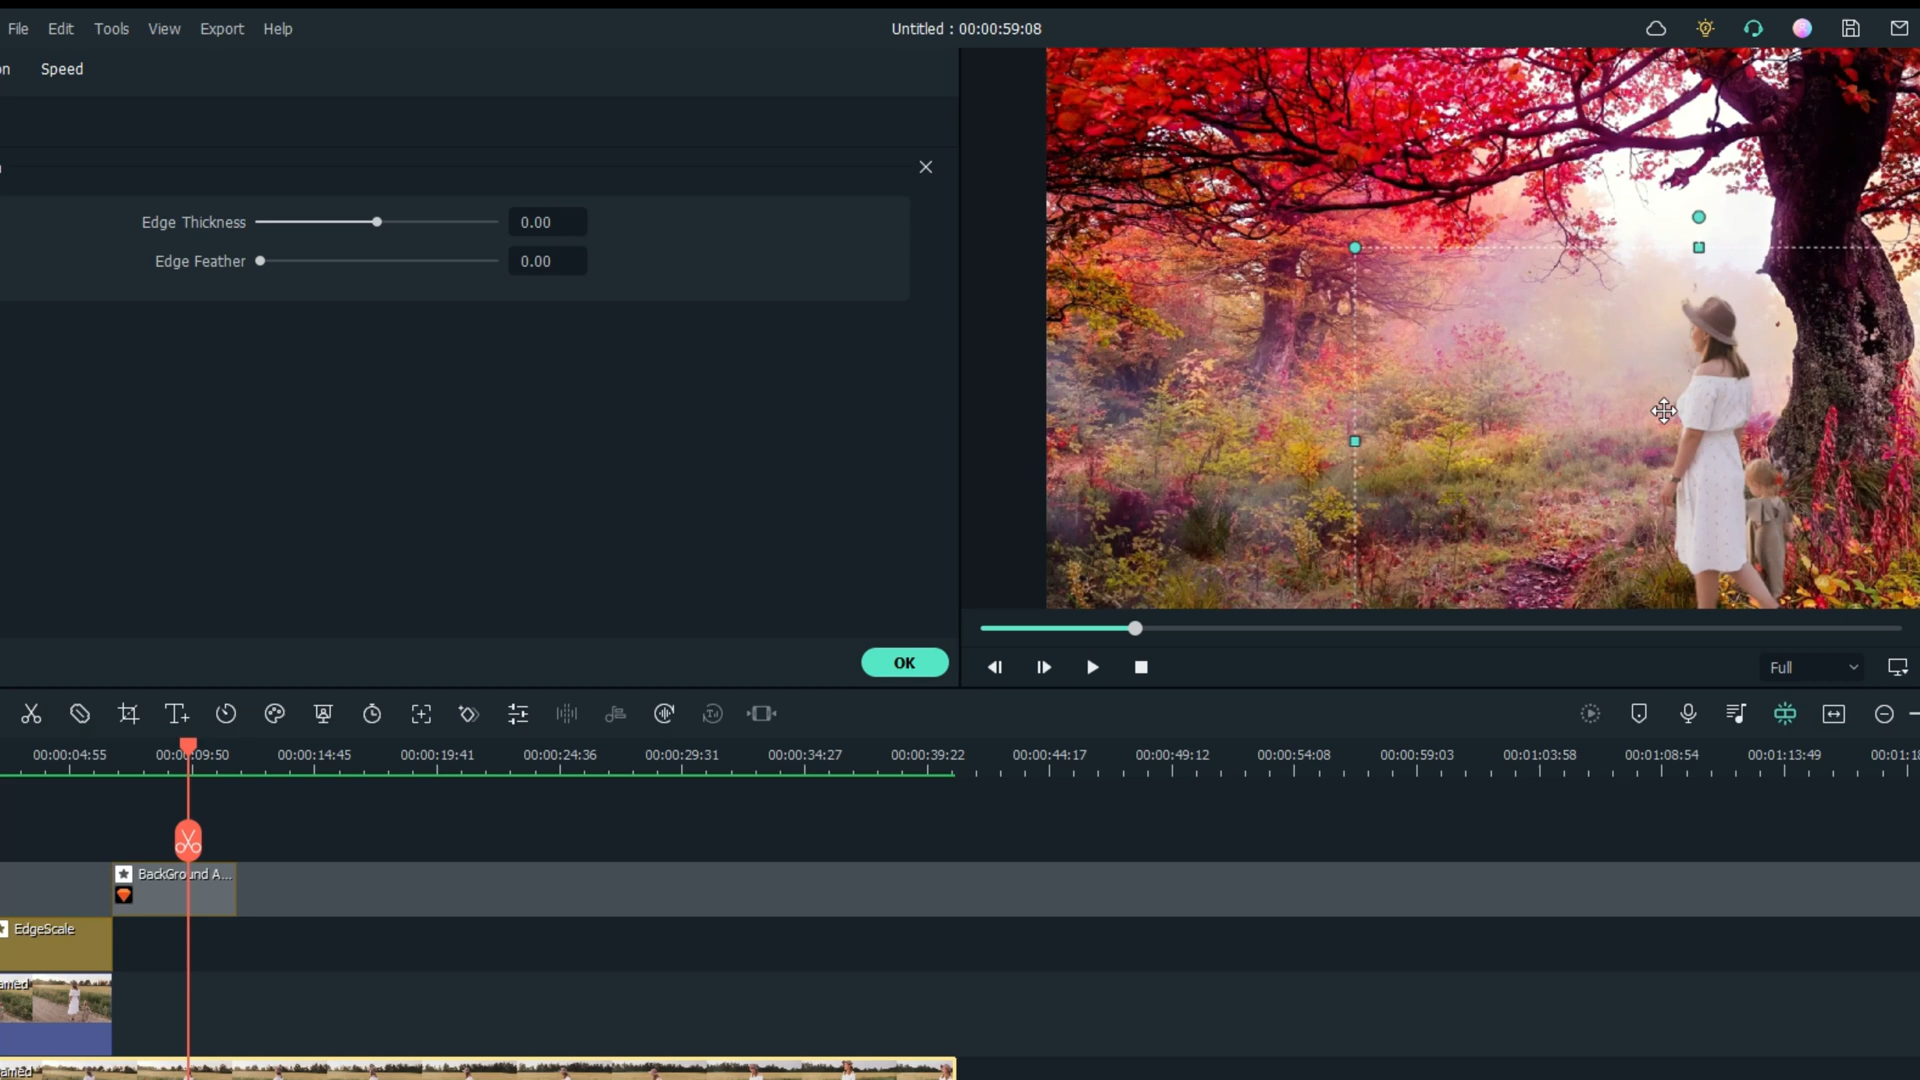 File Edit Tools View Export Help
Untitled : 00:00:59:08
on Speed
Edge Thickness 0.00
Edge Feather 0.00
OK
Full
00:00:04:55 00:00:09:50 00:00:14:45 00:00:19:41 00:00:24:36 00:00:29:31 00:00:34:27 00:00:39:22 00:00:44:17 00:00:49:12 00:00:54:08 00:00:59:03 00:01:03:58 00:01:08:54 00:01:13:49 00:01:18
BackGround A...
EdgeScale
amed
amed